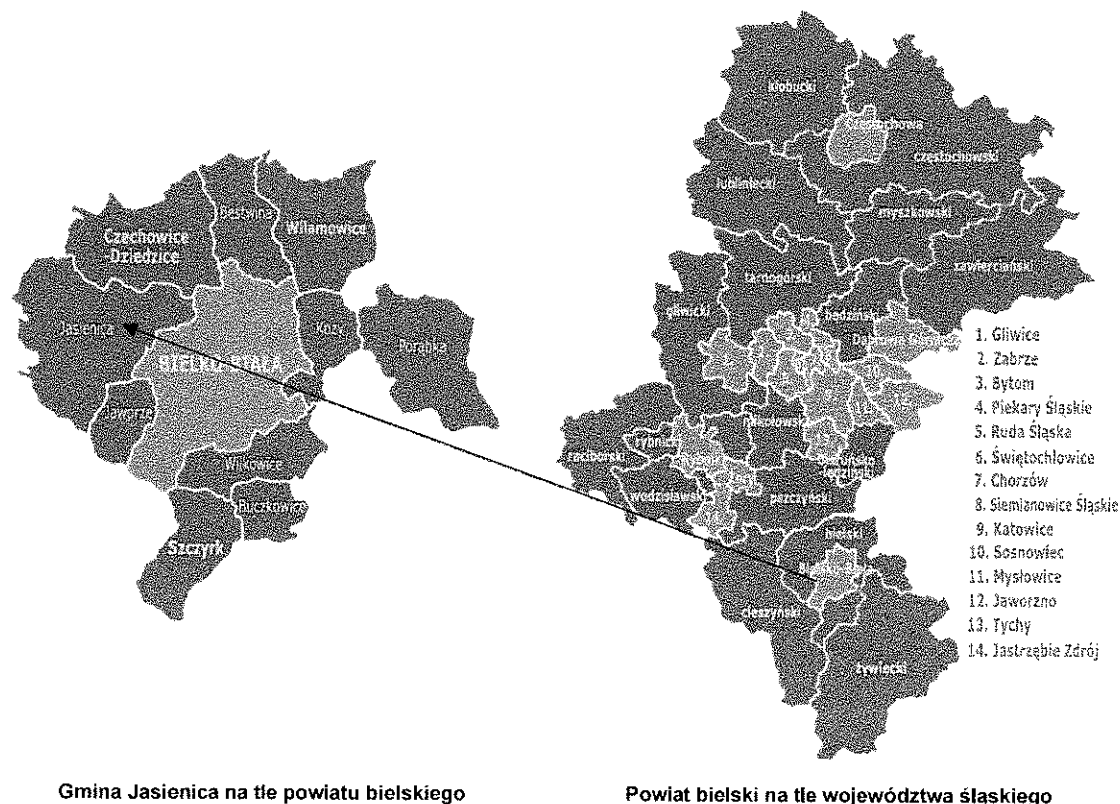 Bestwina
Wilamowice
Czechowice
-Dziedzice
Jasienica
Kozy
Porąbka
BIELKO-BIAŁA
Jaworze
Wilkowice
Buczkowice
Szczyrk
Gmina Jasienica na tle powiatu bielskiego
kłobucki
częstochowski
lubliniecki
myszkowski
zawierciański
tarnogórski
gliwicki
będziński
mikołowski
raciborski
wodzisławski
pszczyński
bielski
cieszyński
żywiecki
1. Gliwice
2. Zabrze
3. Bytom
4. Piekary Śląskie
5. Ruda Śląska
6. Świętochłowice
7. Chorzów
8. Siemianowice Śląskie
9. Katowice
10. Sosnowiec
11. Mysłowice
12. Jaworzno
13. Tychy
14. Jastrzębie Zdrój
Powiat bielski na tle województwa śląskiego